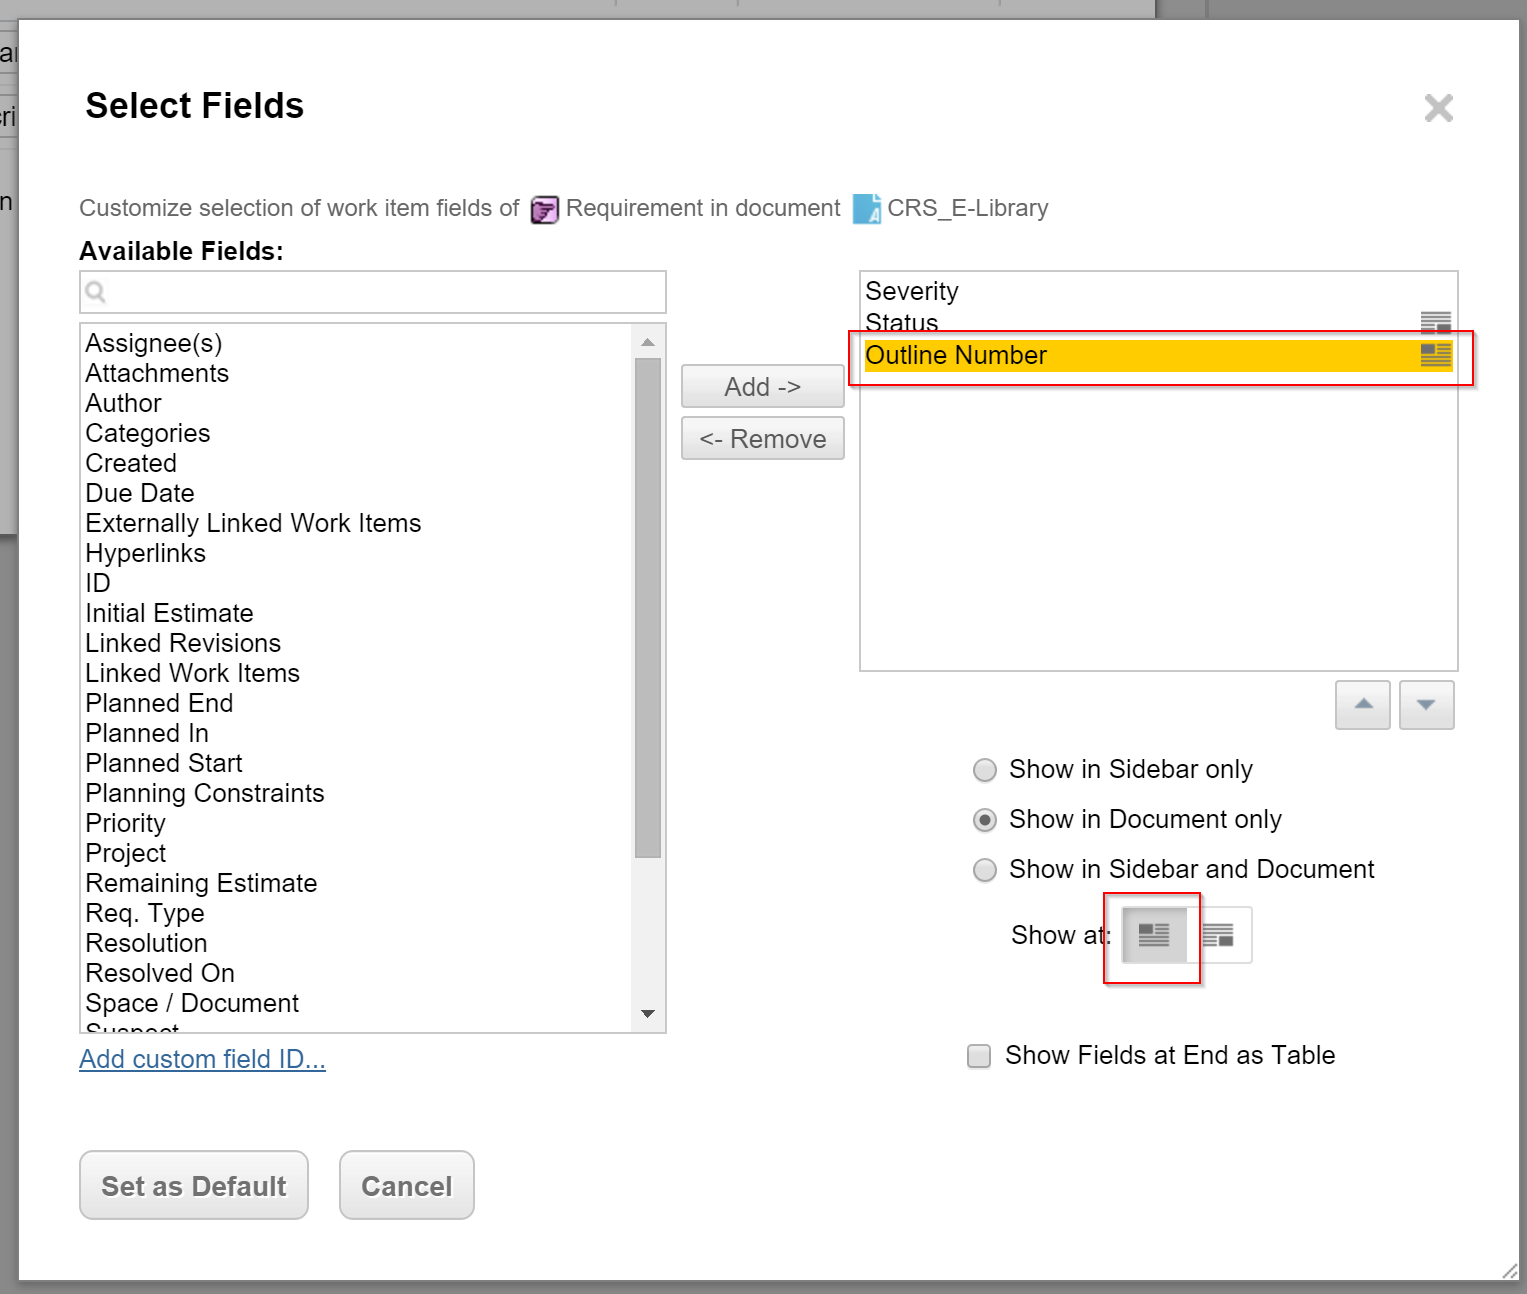 Select Fields
Customize selection of work item fields of Requirement in document CRS_E-Library
Available Fields:
Assignee(s)
Attachments
Author
Categories
Created
Due Date
Externally Linked Work Items
Hyperlinks
ID
Initial Estimate
Linked Revisions
Linked Work Items
Planned End
Planned In
Planned Start
Planning Constraints
Priority
Project
Remaining Estimate
Req. Type
Resolution
Resolved On
Space / Document
Suspect
Add custom field ID...
Add ->
<- Remove
Severity
Status
Outline Number
Show in Sidebar only
Show in Document only
Show in Sidebar and Document
Show at:
Show Fields at End as Table
Set as Default
Cancel